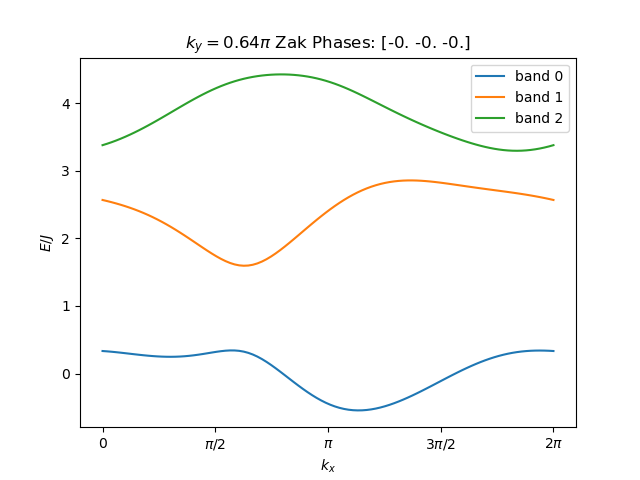 $k_y = 0.64\pi$ Zak Phases: [-0. -0. -0.]
band 0
band 1
band 2
E/J
4
3
2
1
0
0 π/2 π 3π/2 2π
$k_x$